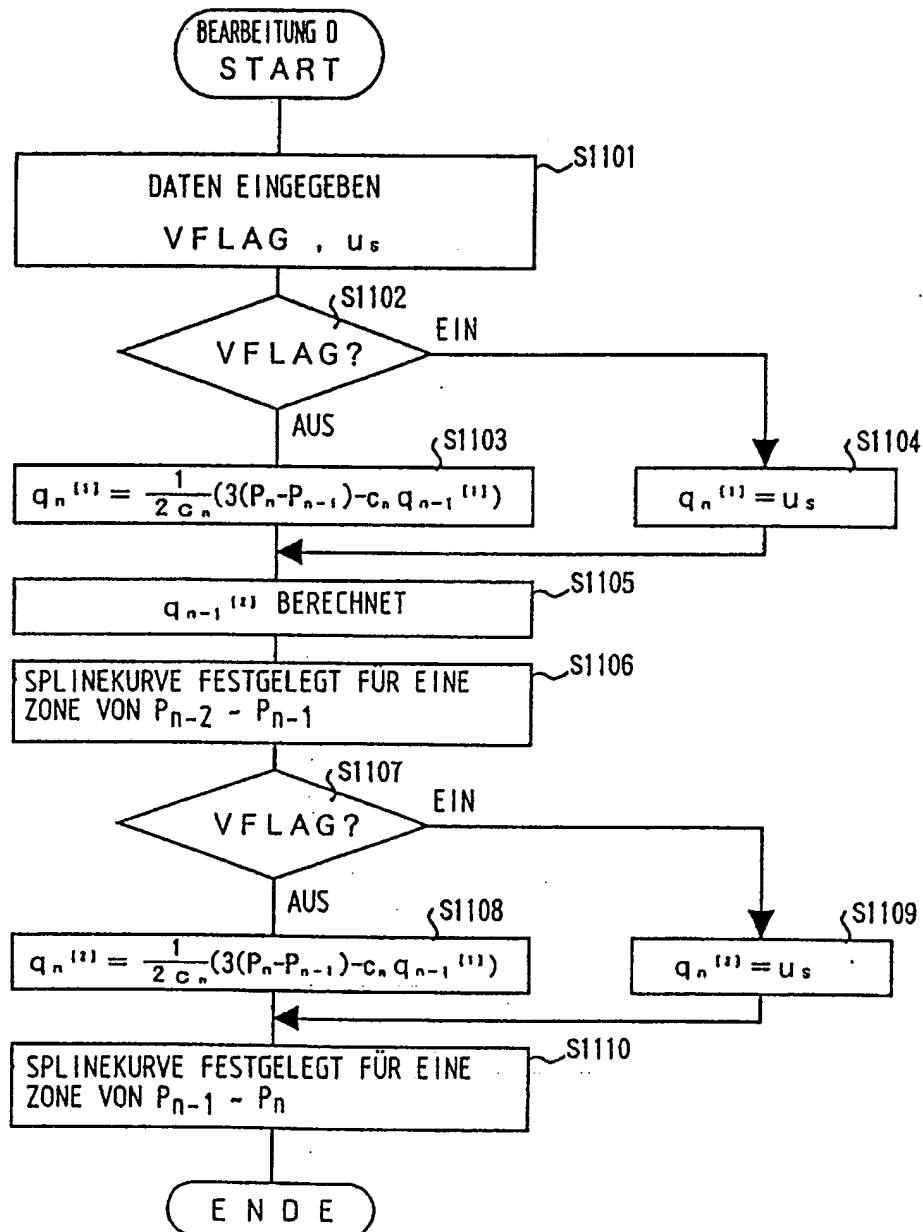 BEARBEITUNG D
START
S1101
DATEN EINGEGEBEN
VFLAG , uₛ
S1102
VFLAG?
EIN
AUS
S1103
qₙ⁽¹⁾ = 1/(2cₙ) (3(Pₙ-Pₙ₋₁)-cₙ qₙ₋₁⁽¹⁾)
S1104
qₙ⁽¹⁾ = uₛ
S1105
qₙ₋₁⁽²⁾ BERECHNET
S1106
SPLINEKURVE FESTGELEGT FÜR EINE
ZONE VON Pₙ₋₂ ~ Pₙ₋₁
S1107
VFLAG?
EIN
AUS
S1108
qₙ⁽²⁾ = 1/(2cₙ) (3(Pₙ-Pₙ₋₁)-cₙ qₙ₋₁⁽¹⁾)
S1109
qₙ⁽²⁾ = uₛ
S1110
SPLINEKURVE FESTGELEGT FÜR EINE
ZONE VON Pₙ₋₁ ~ Pₙ
ENDE